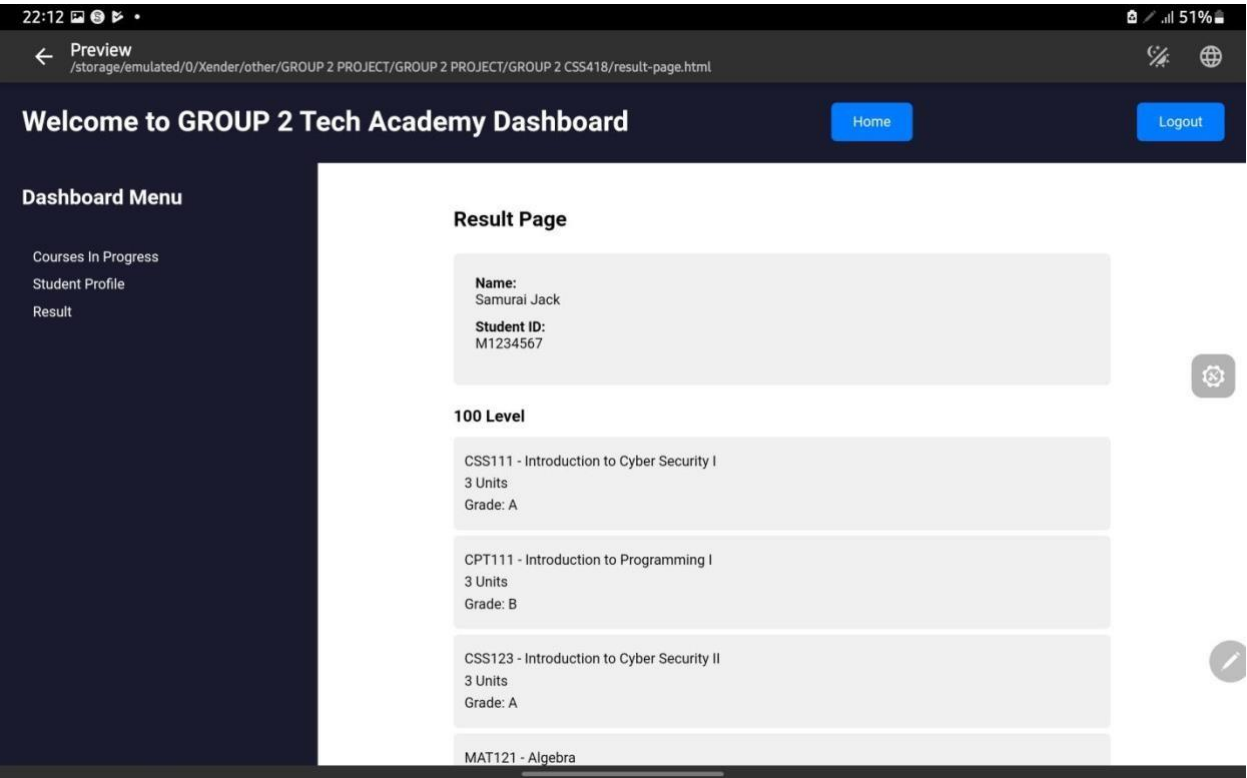 22:12
51%
Preview
/storage/emulated/0/Xender/other/GROUP 2 PROJECT/GROUP 2 PROJECT/GROUP 2 CSS418/result-page.html
Welcome to GROUP 2 Tech Academy Dashboard
Home
Logout
Dashboard Menu
Courses In Progress
Student Profile
Result
Result Page
Name:
Samurai Jack
Student ID:
M1234567
100 Level
CSS111 - Introduction to Cyber Security I
3 Units
Grade: A
CPT111 - Introduction to Programming I
3 Units
Grade: B
CSS123 - Introduction to Cyber Security II
3 Units
Grade: A
MAT121 - Algebra